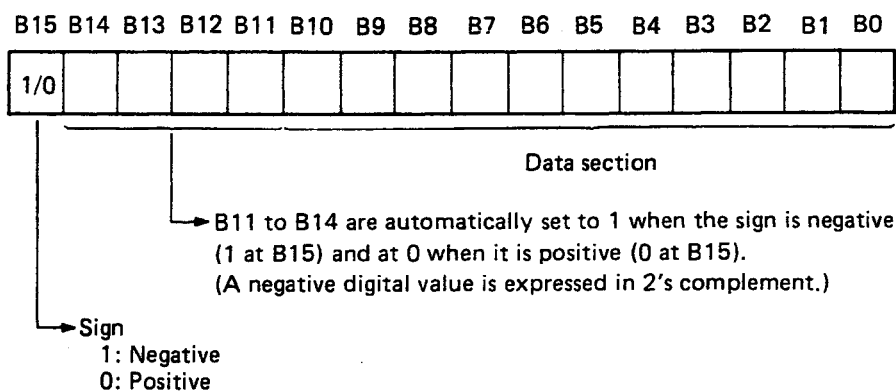 B15 B14 B13 B12 B11 B10 B9 B8 B7 B6 B5 B4 B3 B2 B1 B0
1/0
Data section
B11 to B14 are automatically set to 1 when the sign is negative
(1 at B15) and at 0 when it is positive (0 at B15).
(A negative digital value is expressed in 2's complement.)
Sign
1: Negative
0: Positive